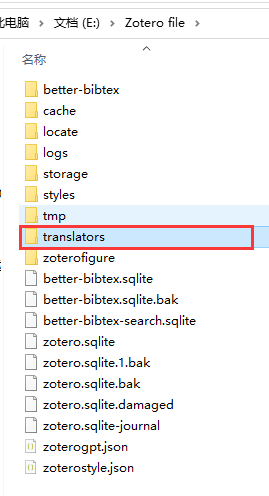 此电脑 › 文档 (E:) › Zotero file ›
名称
better-bibtex
cache
locate
logs
storage
styles
tmp
translators
zoterofigure
better-bibtex.sqlite
better-bibtex.sqlite.bak
better-bibtex-search.sqlite
zotero.sqlite
zotero.sqlite.1.bak
zotero.sqlite.bak
zotero.sqlite.damaged
zotero.sqlite-journal
zoterogpt.json
zoterostyle.json